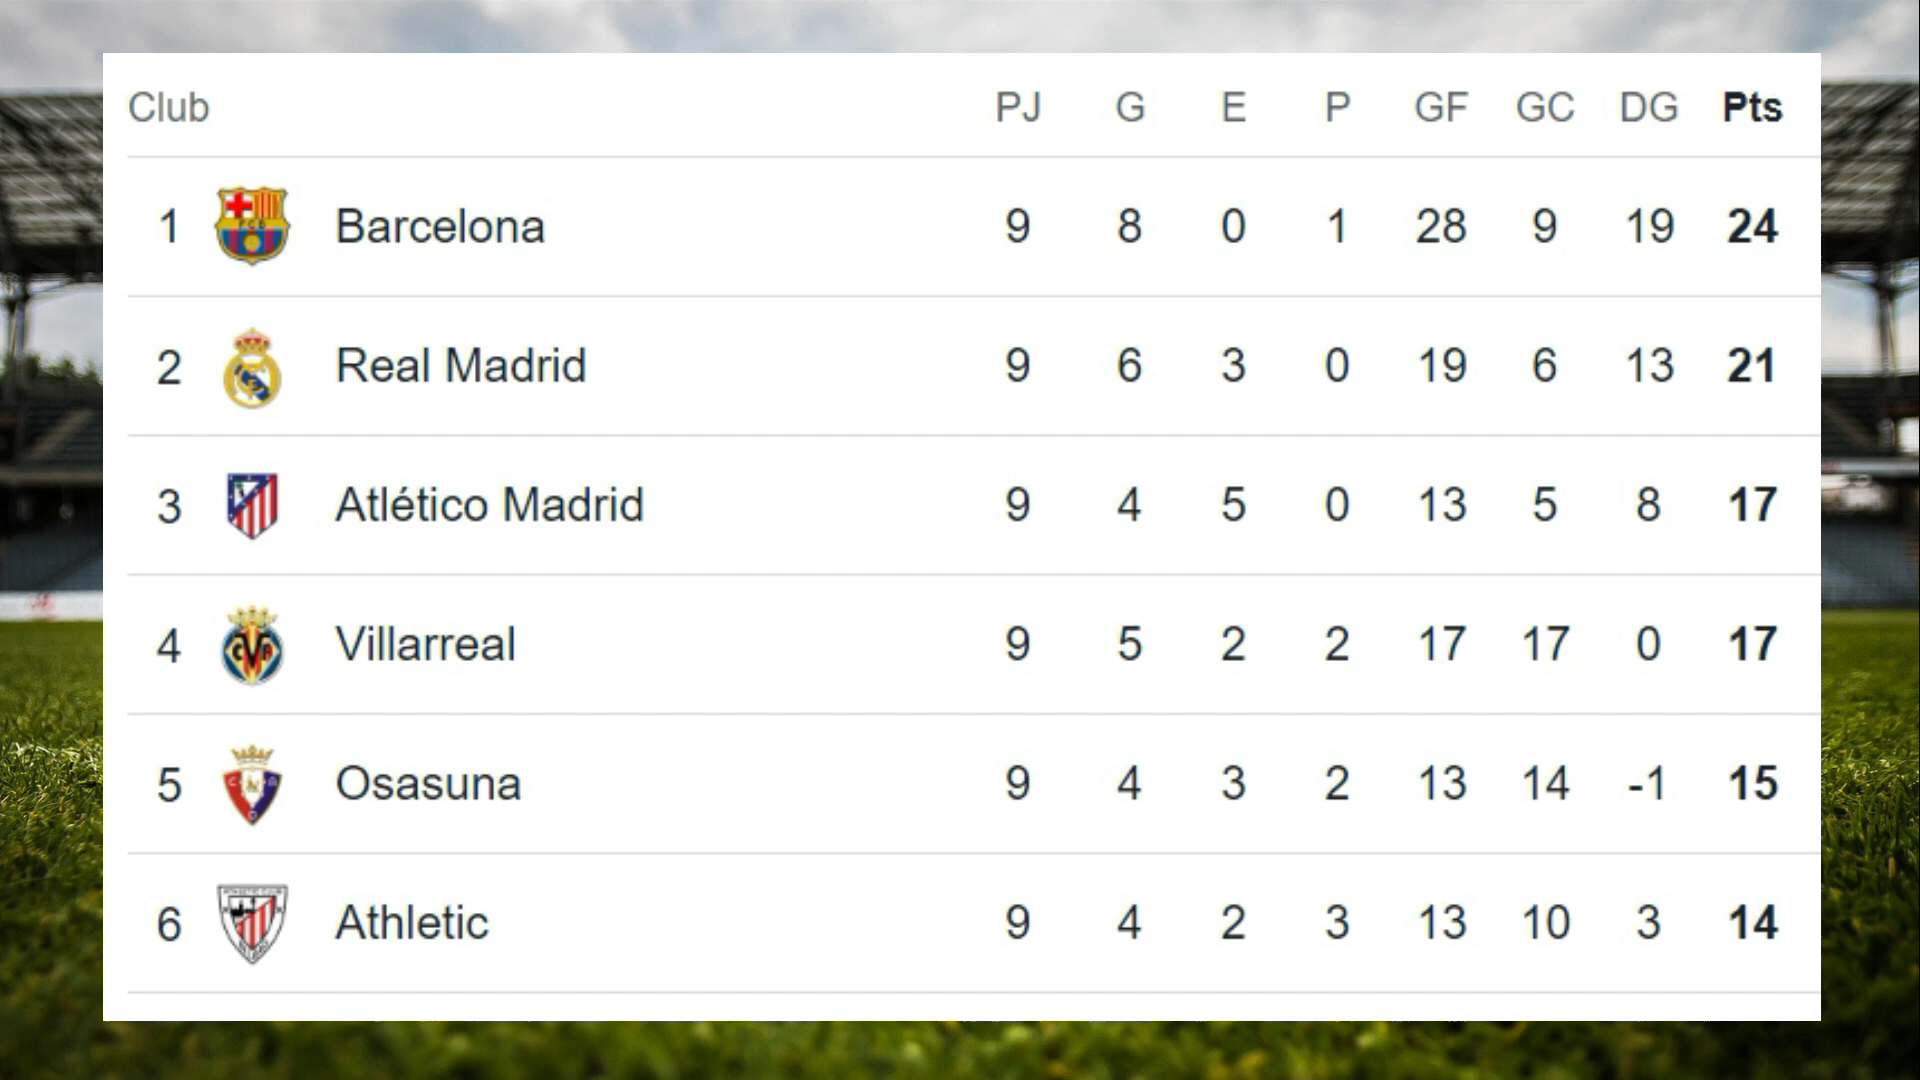 Club PJ G E P GF GC DG Pts
1 Barcelona 9 8 0 1 28 9 19 24
2 Real Madrid 9 6 3 0 19 6 13 21
3 Atlético Madrid 9 4 5 0 13 5 8 17
4 Villarreal 9 5 2 2 17 17 0 17
5 Osasuna 9 4 3 2 13 14 -1 15
6 Athletic 9 4 2 3 13 10 3 14